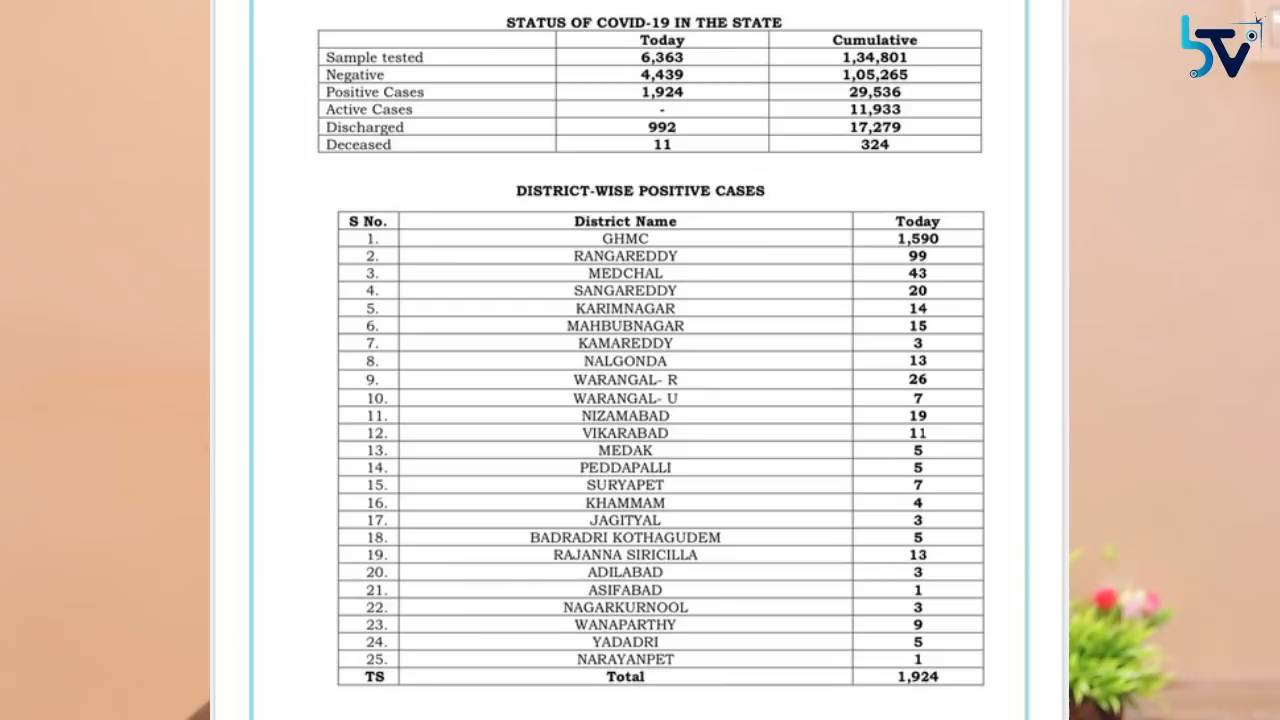 STATUS OF COVID-19 IN THE STATE
Today Cumulative
Sample tested 6,363 1,34,801
Negative 4,439 1,05,265
Positive Cases 1,924 29,536
Active Cases - 11,933
Discharged 992 17,279
Deceased 11 324
DISTRICT-WISE POSITIVE CASES
S No. District Name Today
1. GHMC 1,590
2. RANGAREDDY 99
3. MEDCHAL 43
4. SANGAREDDY 20
5. KARIMNAGAR 14
6. MAHBUBNAGAR 15
7. KAMAREDDY 3
8. NALGONDA 13
9. WARANGAL- R 26
10. WARANGAL- U 7
11. NIZAMABAD 19
12. VIKARABAD 11
13. MEDAK 5
14. PEDDAPALLI 5
15. SURYAPET 7
16. KHAMMAM 4
17. JAGITYAL 3
18. BADRADRI KOTHAGUDEM 5
19. RAJANNA SIRICILLA 13
20. ADILABAD 3
21. ASIFABAD 1
22. NAGARKURNOOL 3
23. WANAPARTHY 9
24. YADADRI 5
25. NARAYANPET 1
TS Total 1,924
bTV